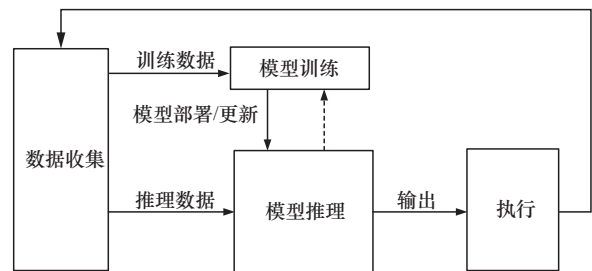 训练数据
模型训练
模型部署/更新
数据收集
推理数据
模型推理
输出
执行